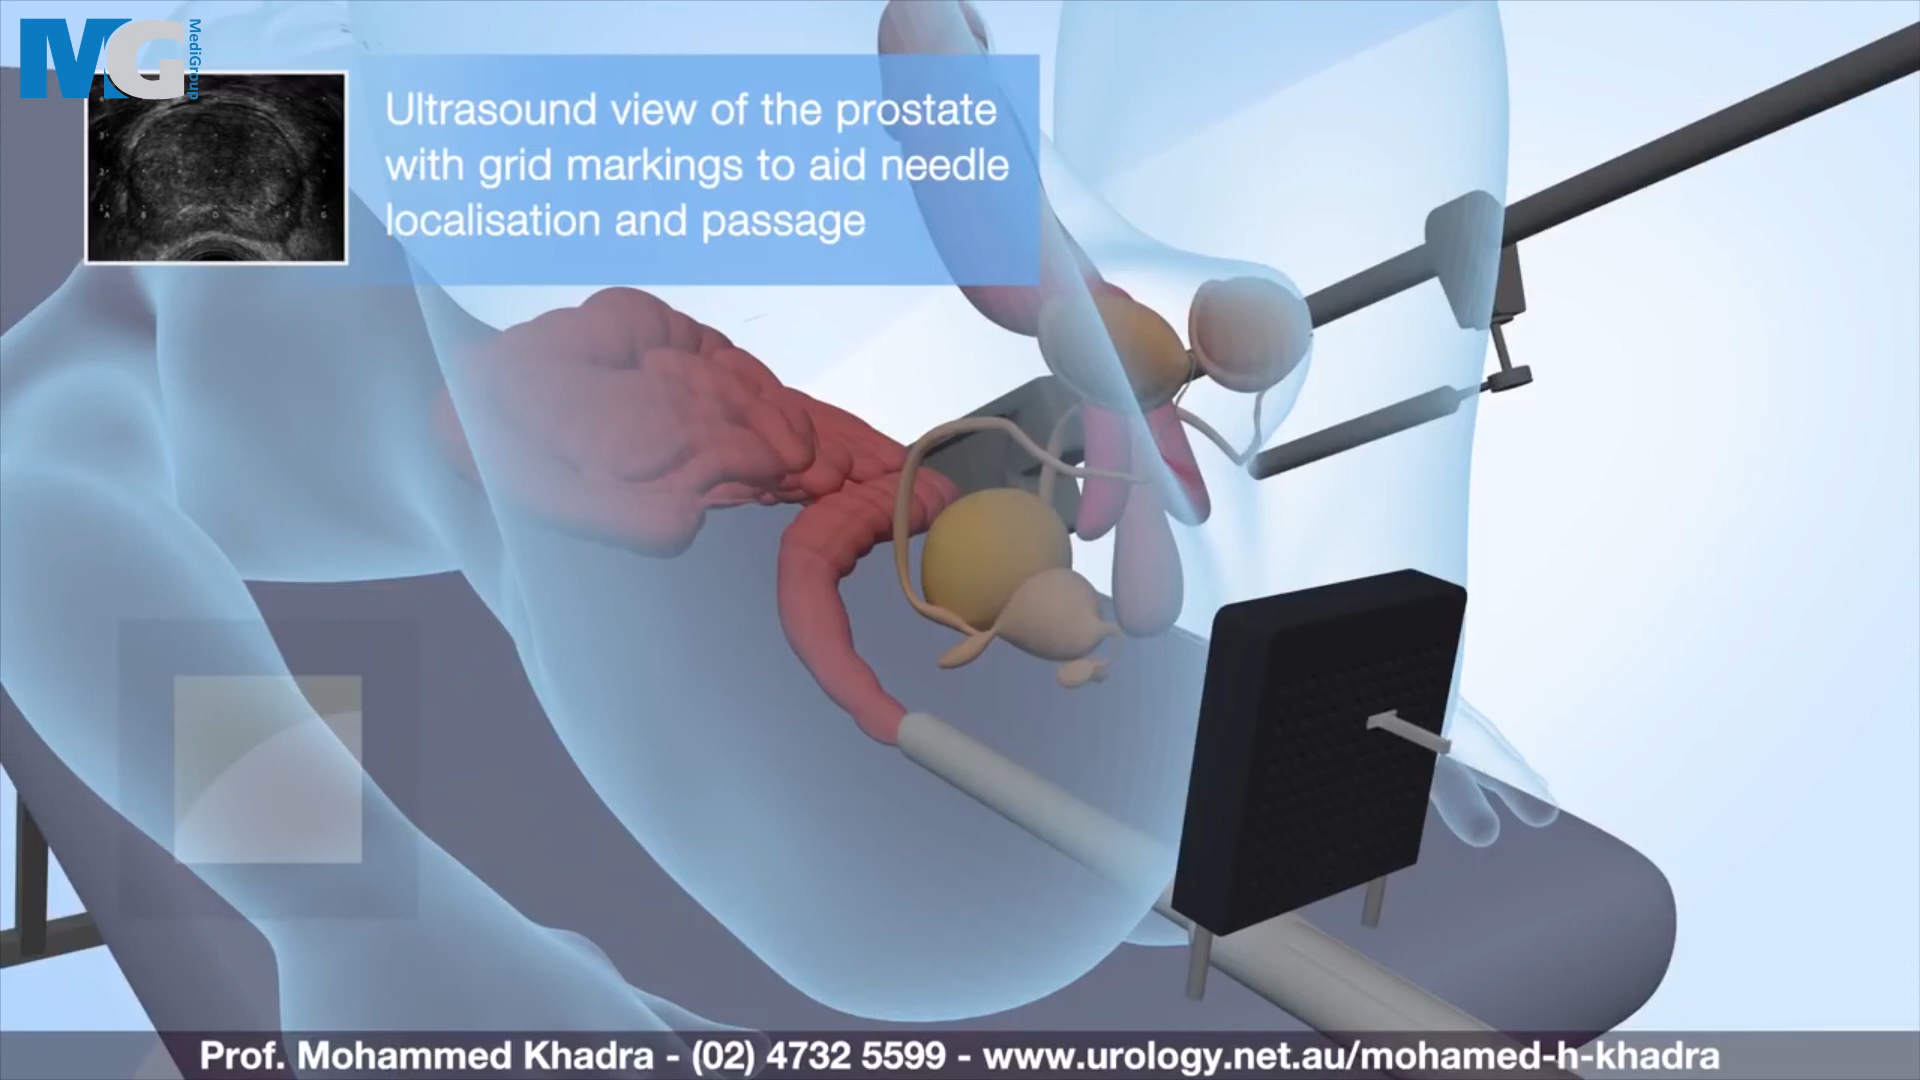 MG
MediGroup
Ultrasound view of the prostate
with grid markings to aid needle
localisation and passage
Prof. Mohammed Khadra - (02) 4732 5599 - www.urology.net.au/mohamed-h-khadra